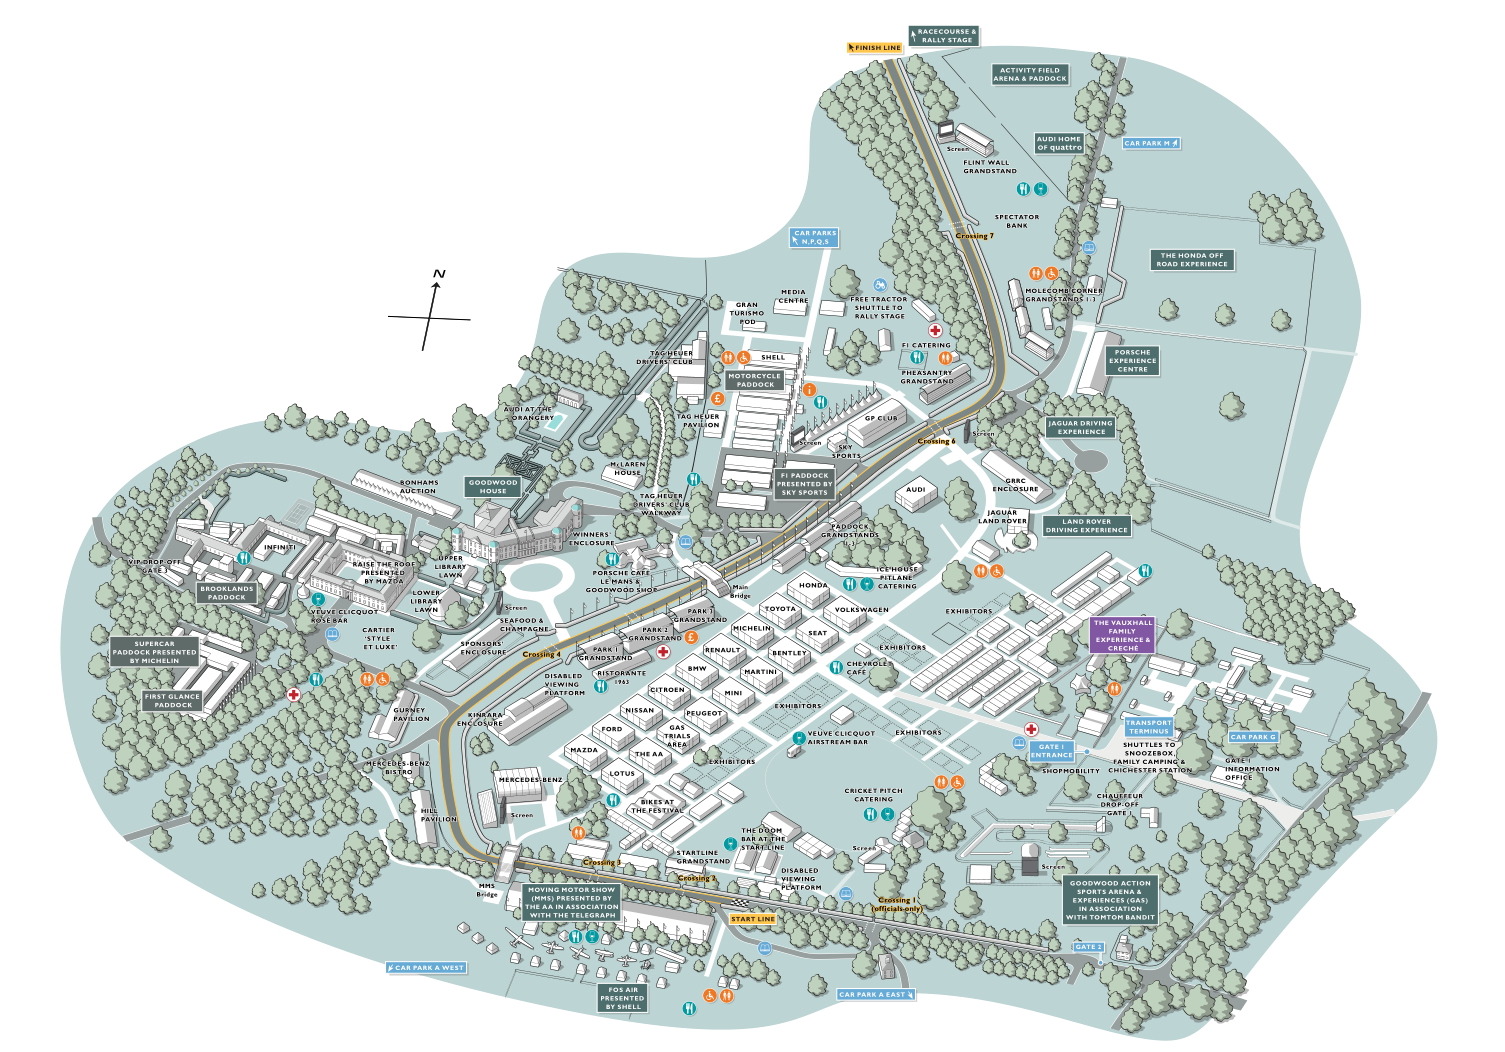 RACECOURSE &
RALLY STAGE
FINISH LINE
ACTIVITY FIELD
ARENA & PADDOCK
AUDI HOME
OF quattro
CAR PARK M
Screen
FLINT WALL
GRANDSTAND
SPECTATOR
BANK
Crossing 7
CAR PARKS
N,P,Q,S
THE HONDA OFF
ROAD EXPERIENCE
N
MEDIA
CENTRE
GRAN
TURISMO
POD
FREE TRACTOR
SHUTTLE TO
RALLY STAGE
MOLECOMB CORNER
GRANDSTANDS 1-3
F1 CATERING
PHEASANTRY
GRANDSTAND
PORSCHE
EXPERIENCE
CENTRE
TAG HEUER
DRIVERS' CLUB
SHELL
MOTORCYCLE
PADDOCK
£
i
AUDI AT THE
ORANGERY
TAG HEUER
PAVILION
GP CLUB
Screen
SKY
SPORTS
Crossing 6
Screen
JAGUAR DRIVING
EXPERIENCE
McLAREN
HOUSE
F1 PADDOCK
PRESENTED BY
SKY SPORTS
GRRC
ENCLOSURE
AUDI
BONHAMS
AUCTION
GOODWOOD
HOUSE
TAG HEUER
DRIVERS' CLUB
WALKWAY
JAGUAR
LAND ROVER
LAND ROVER
DRIVING EXPERIENCE
PADDOCK
GRANDSTANDS
WINNERS'
ENCLOSURE
INFINITI
VIP DROP-OFF
GATE 3
RAISE THE ROOF
PRESENTED
BY MAZDA
UPPER
LIBRARY
LAWN
LOWER
LIBRARY
LAWN
PORSCHE CAFE
LE MANS &
GOODWOOD SHOP
ICE HOUSE
PITLANE
CATERING
Main
Bridge
HONDA
BROOKLANDS
PADDOCK
VEUVE CLICQUOT
ROSÉ BAR
Screen
SEAFOOD &
CHAMPAGNE
PARK 3
GRANDSTAND
PARK 2
GRANDSTAND
£
TOYOTA
VOLKSWAGEN
EXHIBITORS
MICHELIN
SEAT
THE VAUXHALL
FAMILY
EXPERIENCE &
CRECHÉ
CARTIER
'STYLE
ET LUXE'
SUPERCAR
PADDOCK PRESENTED
BY MICHELIN
SPONSORS'
ENCLOSURE
Crossing 4
PARK 1
GRANDSTAND
RENAULT
BENTLEY
EXHIBITORS
CHEVROLET
CAFÉ
BMW
MARTINI
RISTORANTE
1963
DISABLED
VIEWING
PLATFORM
CITROEN
MINI
FIRST GLANCE
PADDOCK
GURNEY
PAVILION
KINRARA
ENCLOSURE
NISSAN
PEUGEOT
EXHIBITORS
FORD
GAS
TRIALS
AREA
VEUVE CLICQUOT
AIRSTREAM BAR
EXHIBITORS
TRANSPORT
TERMINUS
CAR PARK G
GATE 1
ENTRANCE
SHUTTLES TO
SNOOZEBOX,
FAMILY CAMPING &
CHICHESTER STATION
SHOPMOBILITY
GATE 1
INFORMATION
OFFICE
MAZDA
THE AA
EXHIBITORS
LOTUS
MERCEDES-BENZ
BISTRO
MERCEDES-BENZ
HILL
PAVILION
Screen
BIKES AT
THE FESTIVAL
CRICKET PITCH
CATERING
CHAUFFEUR
DROP-OFF
GATE 1
THE DOOM
BAR AT THE
STARTLINE
STARTLINE
GRANDSTAND
Crossing 3
Crossing 2
DISABLED
VIEWING
PLATFORM
Screen
Screen
MMS
Bridge
MOVING MOTOR SHOW
(MMS) PRESENTED BY
THE AA IN ASSOCIATION
WITH THE TELEGRAPH
START LINE
Crossing 1
(officials only)
GOODWOOD ACTION
SPORTS ARENA &
EXPERIENCES (GAS)
IN ASSOCIATION
WITH TOMTOM BANDIT
GATE 2
CAR PARK A WEST
FOS AIR
PRESENTED
BY SHELL
CAR PARK A EAST